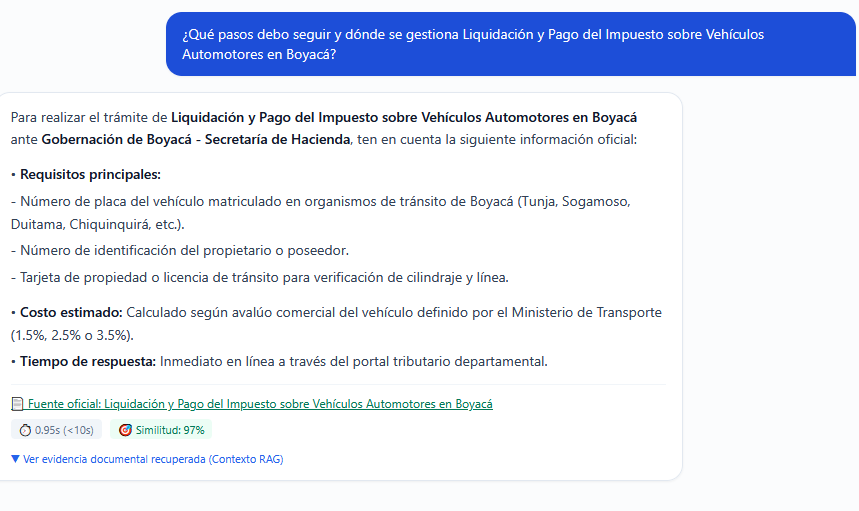 ¿Qué pasos debo seguir y dónde se gestiona Liquidación y Pago del Impuesto sobre Vehículos
Automotores en Boyacá?
Para realizar el trámite de Liquidación y Pago del Impuesto sobre Vehículos Automotores en Boyacá
ante Gobernación de Boyacá - Secretaría de Hacienda, ten en cuenta la siguiente información oficial:
• Requisitos principales:
- Número de placa del vehículo matriculado en organismos de tránsito de Boyacá (Tunja, Sogamoso,
Duitama, Chiquinquirá, etc.).
- Número de identificación del propietario o poseedor.
- Tarjeta de propiedad o licencia de tránsito para verificación de cilindraje y línea.
• Costo estimado: Calculado según avalúo comercial del vehículo definido por el Ministerio de Transporte
(1.5%, 2.5% o 3.5%).
• Tiempo de respuesta: Inmediato en línea a través del portal tributario departamental.
Fuente oficial: Liquidación y Pago del Impuesto sobre Vehículos Automotores en Boyacá
0.95s (<10s) Similitud: 97%
▼ Ver evidencia documental recuperada (Contexto RAG)